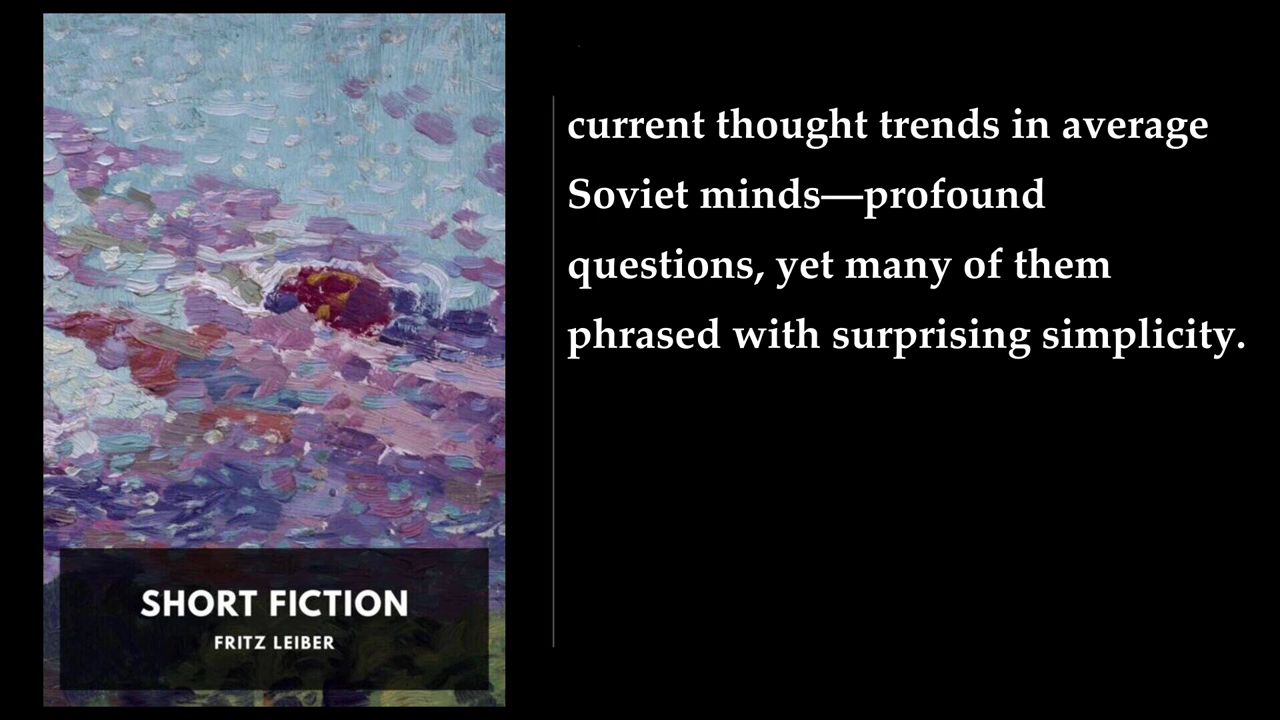 current thought trends in average
Soviet minds—profound
questions, yet many of them
phrased with surprising simplicity.
SHORT FICTION
FRITZ LEIBER